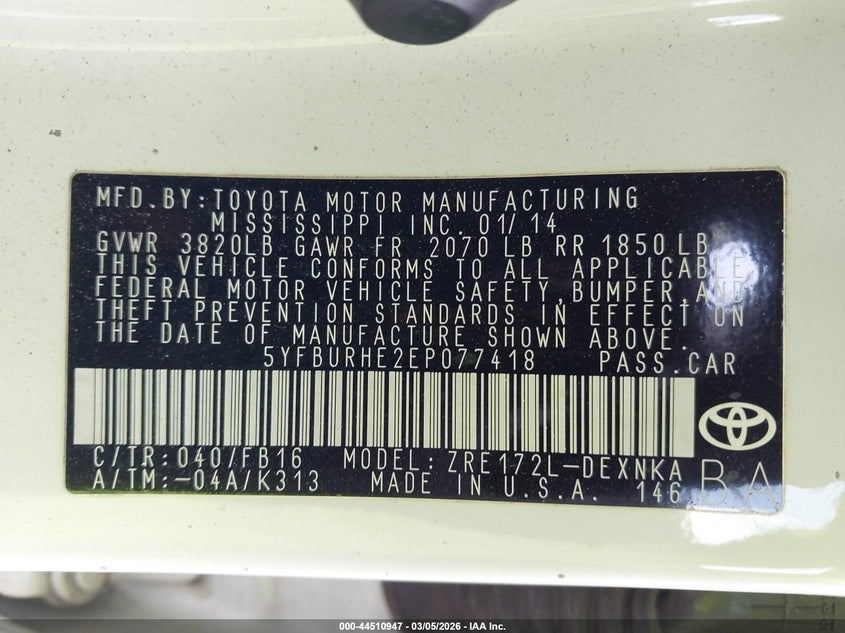 MFD.BY:TOYOTA MOTOR MANUFACTURING
MISSISSIPPI INC. 01/14
GVWR 3820LB GAWR FR 2070 LB RR 1850LB
THIS VEHICLE CONFORMS TO ALL APPLICABLE
FEDERAL MOTOR VEHICLE SAFETY,BUMPER,AND
THEFT PREVENTION STANDARDS IN EFFECT ON
THE DATE OF MANUFACTURE SHOWN ABOVE.
5YFBURHE2EP077418 PASS.CAR
C/TR:040/FB16 MODEL:ZRE172L-DEXNKA
A/TM:-04A/K313 MADE IN U.S.A. 146 BA
000-44510947 - 03/05/2026 - IAA Inc.